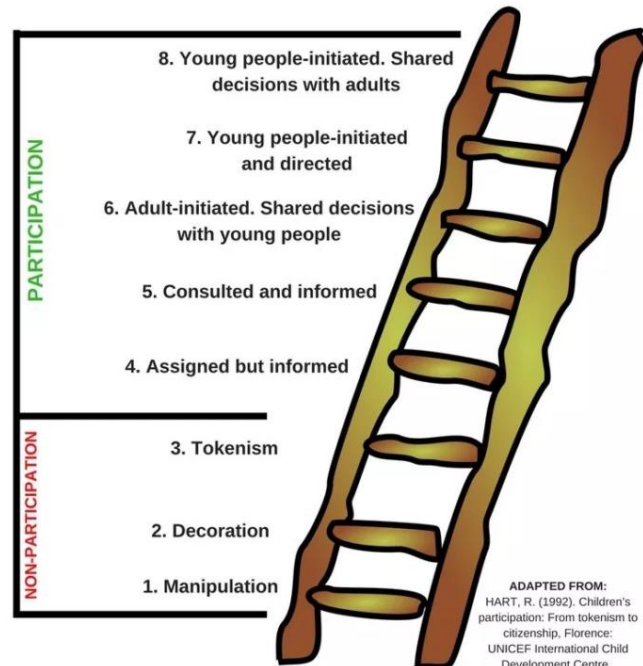 8. Young people-initiated. Shared
decisions with adults
7. Young people-initiated
and directed
6. Adult-initiated. Shared decisions
with young people
5. Consulted and informed
4. Assigned but informed
3. Tokenism
2. Decoration
1. Manipulation
PARTICIPATION
NON-PARTICIPATION
ADAPTED FROM:
HART, R. (1992). Children's
participation: From tokenism to
citizenship, Florence:
UNICEF International Child
Development Centre